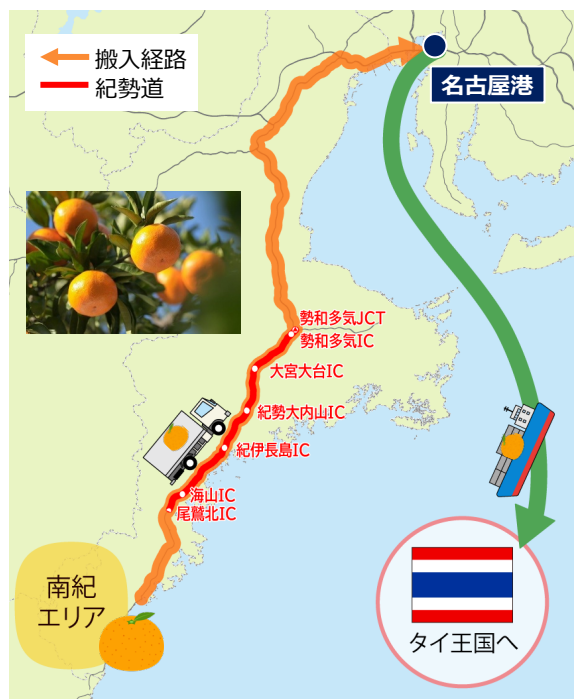 搬入経路
紀勢道
名古屋港
勢和多気JCT
勢和多気IC
大宮大台IC
紀勢大内山IC
紀伊長島IC
海山IC
尾鷲北IC
南紀
エリア
タイ王国へ